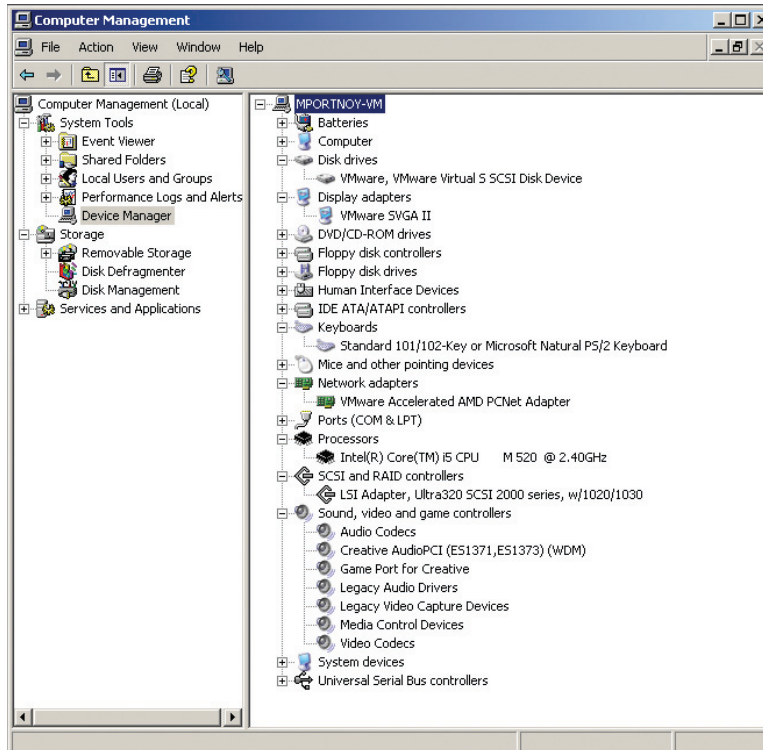 Computer Management
File Action View Window Help
Computer Management (Local)
System Tools
Event Viewer
Shared Folders
Local Users and Groups
Performance Logs and Alerts
Device Manager
Storage
Removable Storage
Disk Defragmenter
Disk Management
Services and Applications
MPORTNOY-VM
Batteries
Computer
Disk drives
VMware, VMware Virtual S SCSI Disk Device
Display adapters
VMware SVGA II
DVD/CD-ROM drives
Floppy disk controllers
Floppy disk drives
Human Interface Devices
IDE ATA/ATAPI controllers
Keyboards
Standard 101/102-Key or Microsoft Natural PS/2 Keyboard
Mice and other pointing devices
Network adapters
VMware Accelerated AMD PCNet Adapter
Ports (COM & LPT)
Processors
Intel(R) Core(TM) i5 CPU M 520 @ 2.40GHz
SCSI and RAID controllers
LSI Adapter, Ultra320 SCSI 2000 series, w/1020/1030
Sound, video and game controllers
Audio Codecs
Creative AudioPCI (ES1371,ES1373) (WDM)
Game Port for Creative
Legacy Audio Drivers
Legacy Video Capture Devices
Media Control Devices
Video Codecs
System devices
Universal Serial Bus controllers